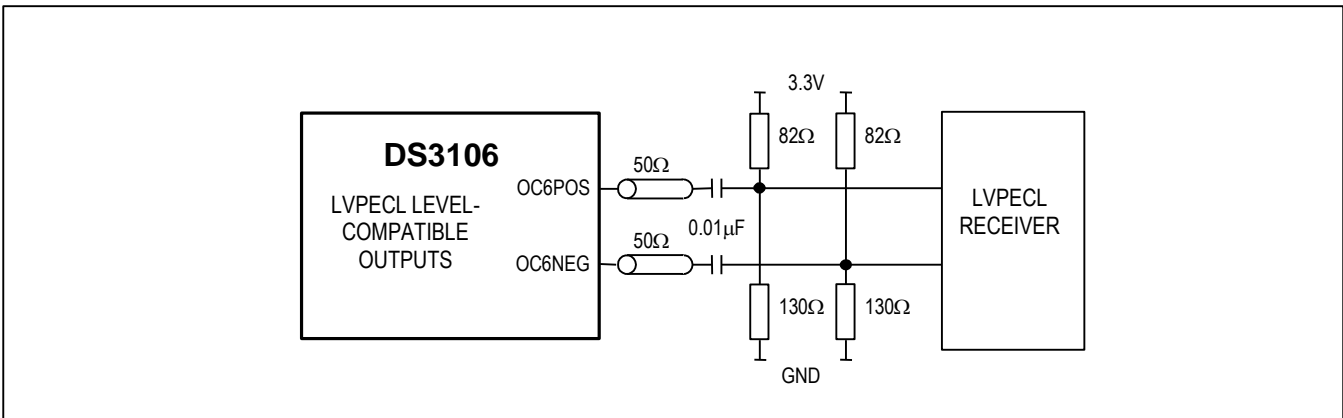 3.3V
82Ω
82Ω
DS3106
LVPECL LEVEL-
COMPATIBLE
OUTPUTS
OC6POS
50Ω
OC6NEG
50Ω
0.01μF
LVPECL
RECEIVER
130Ω
130Ω
GND